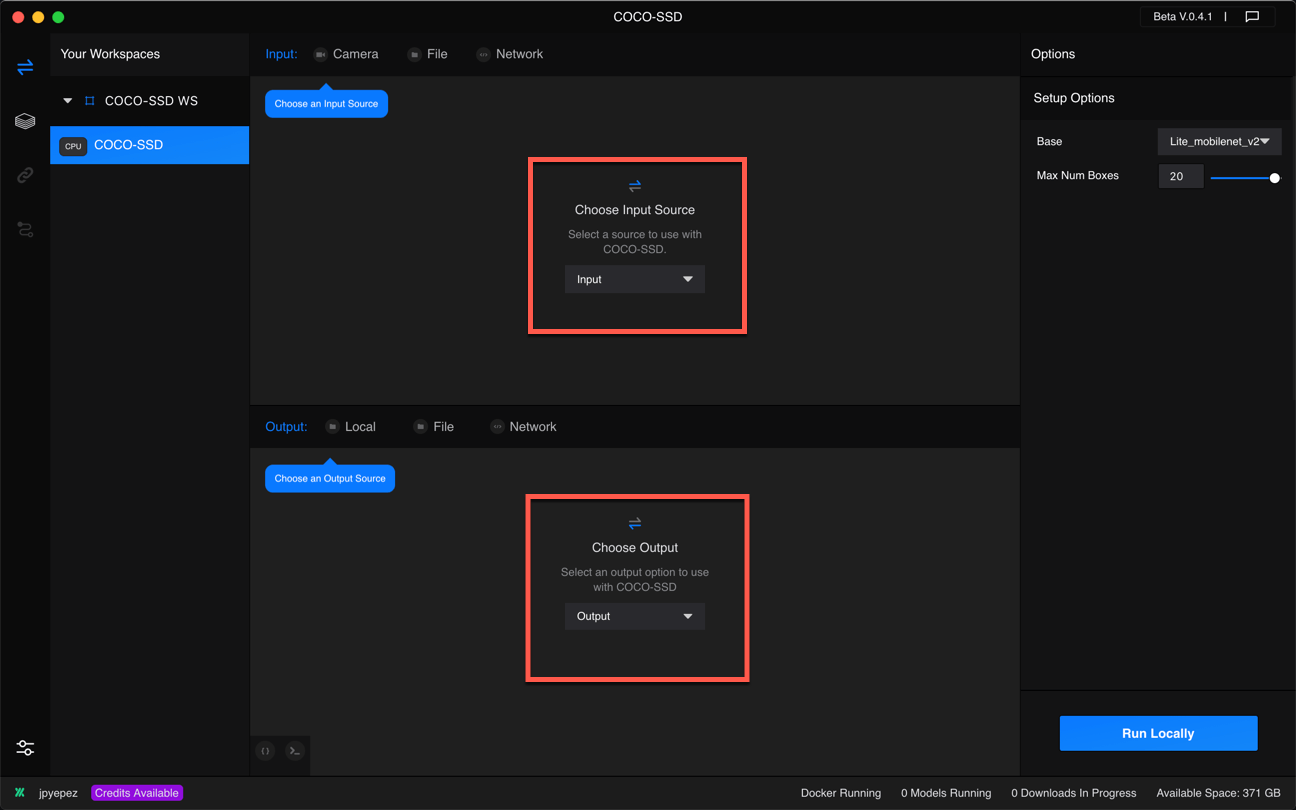 COCO-SSD
Beta V.0.4.1 |
Your Workspaces
COCO-SSD WS
CPU COCO-SSD
Input: Camera File Network
Choose an Input Source
Choose Input Source
Select a source to use with
COCO-SSD.
Input
Output: Local File Network
Choose an Output Source
Choose Output
Select an output option to use
with COCO-SSD
Output
Options
Setup Options
Base Lite_mobilenet_v2
Max Num Boxes 20
Run Locally
jpyepez Credits Available
Docker Running 0 Models Running 0 Downloads In Progress Available Space: 371 GB